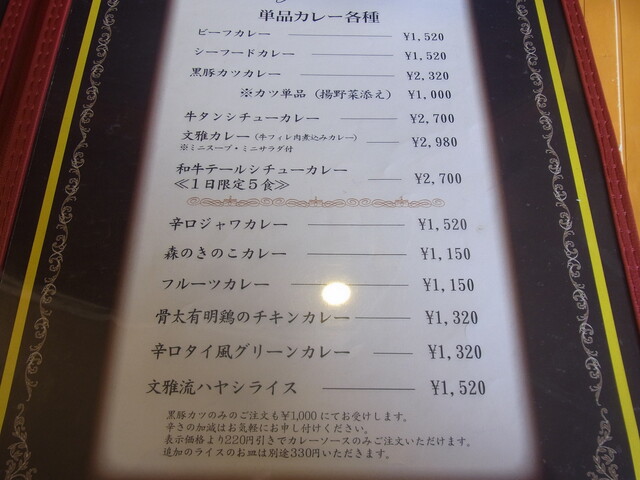 単品カレー各種
ビーフカレー ¥1,520
シーフードカレー ¥1,520
黒豚カツカレー ¥2,320
※カツ単品（揚野菜添え） ¥1,000
牛タンシチューカレー ¥2,700
文雅カレー（牛フィレ肉煮込みカレー） ¥2,980
※ミニスープ・ミニサラダ付
和牛テールシチューカレー
≪１日限定５食≫ ¥2,700
辛口ジャワカレー ¥1,520
森のきのこカレー ¥1,150
フルーツカレー ¥1,150
骨太有明鶏のチキンカレー ¥1,320
辛口タイ風グリーンカレー ¥1,320
文雅流ハヤシライス ¥1,520
黒豚カツのみのご注文も¥1,000にてお受けします。
辛さの加減はお気軽にお申し付けください。
表示価格より220円引きでカレーソースのみご注文いただけます。
追加のライスのお皿は別途330円いただきます。